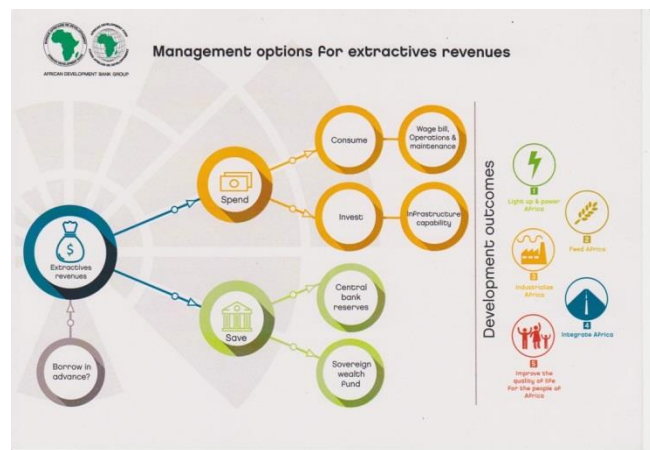 Management options for extractives revenues
AFRICAN DEVELOPMENT BANK GROUP
Consume
Wage bill,
Operations &
maintenance
Spend
Invest
Infrastructure
capability
$
Extractives
revenues
Central
bank
reserves
Save
Borrow in
advance?
Sovereign
wealth
Fund
Development outcomes
1
Light up & power
Africa
2
Feed Africa
3
Industrialize
Africa
4
Integrate Africa
5
Improve the
quality of life
for the people of
Africa